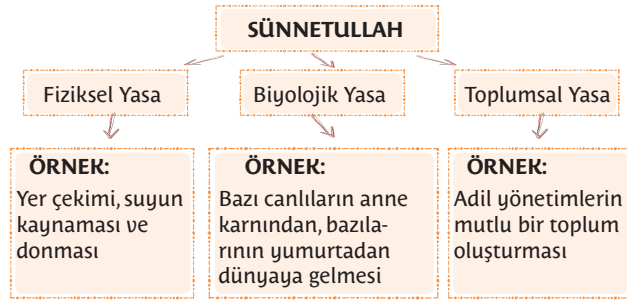 SÜNNETULLAH
Fiziksel Yasa
Biyolojik Yasa
Toplumsal Yasa
ÖRNEK:
Yer çekimi, suyun
kaynaması ve
donması
ÖRNEK:
Bazı canlıların anne
karnından, bazıla-
rının yumurtadan
dünyaya gelmesi
ÖRNEK:
Adil yönetimlerin
mutlu bir toplum
oluşturması